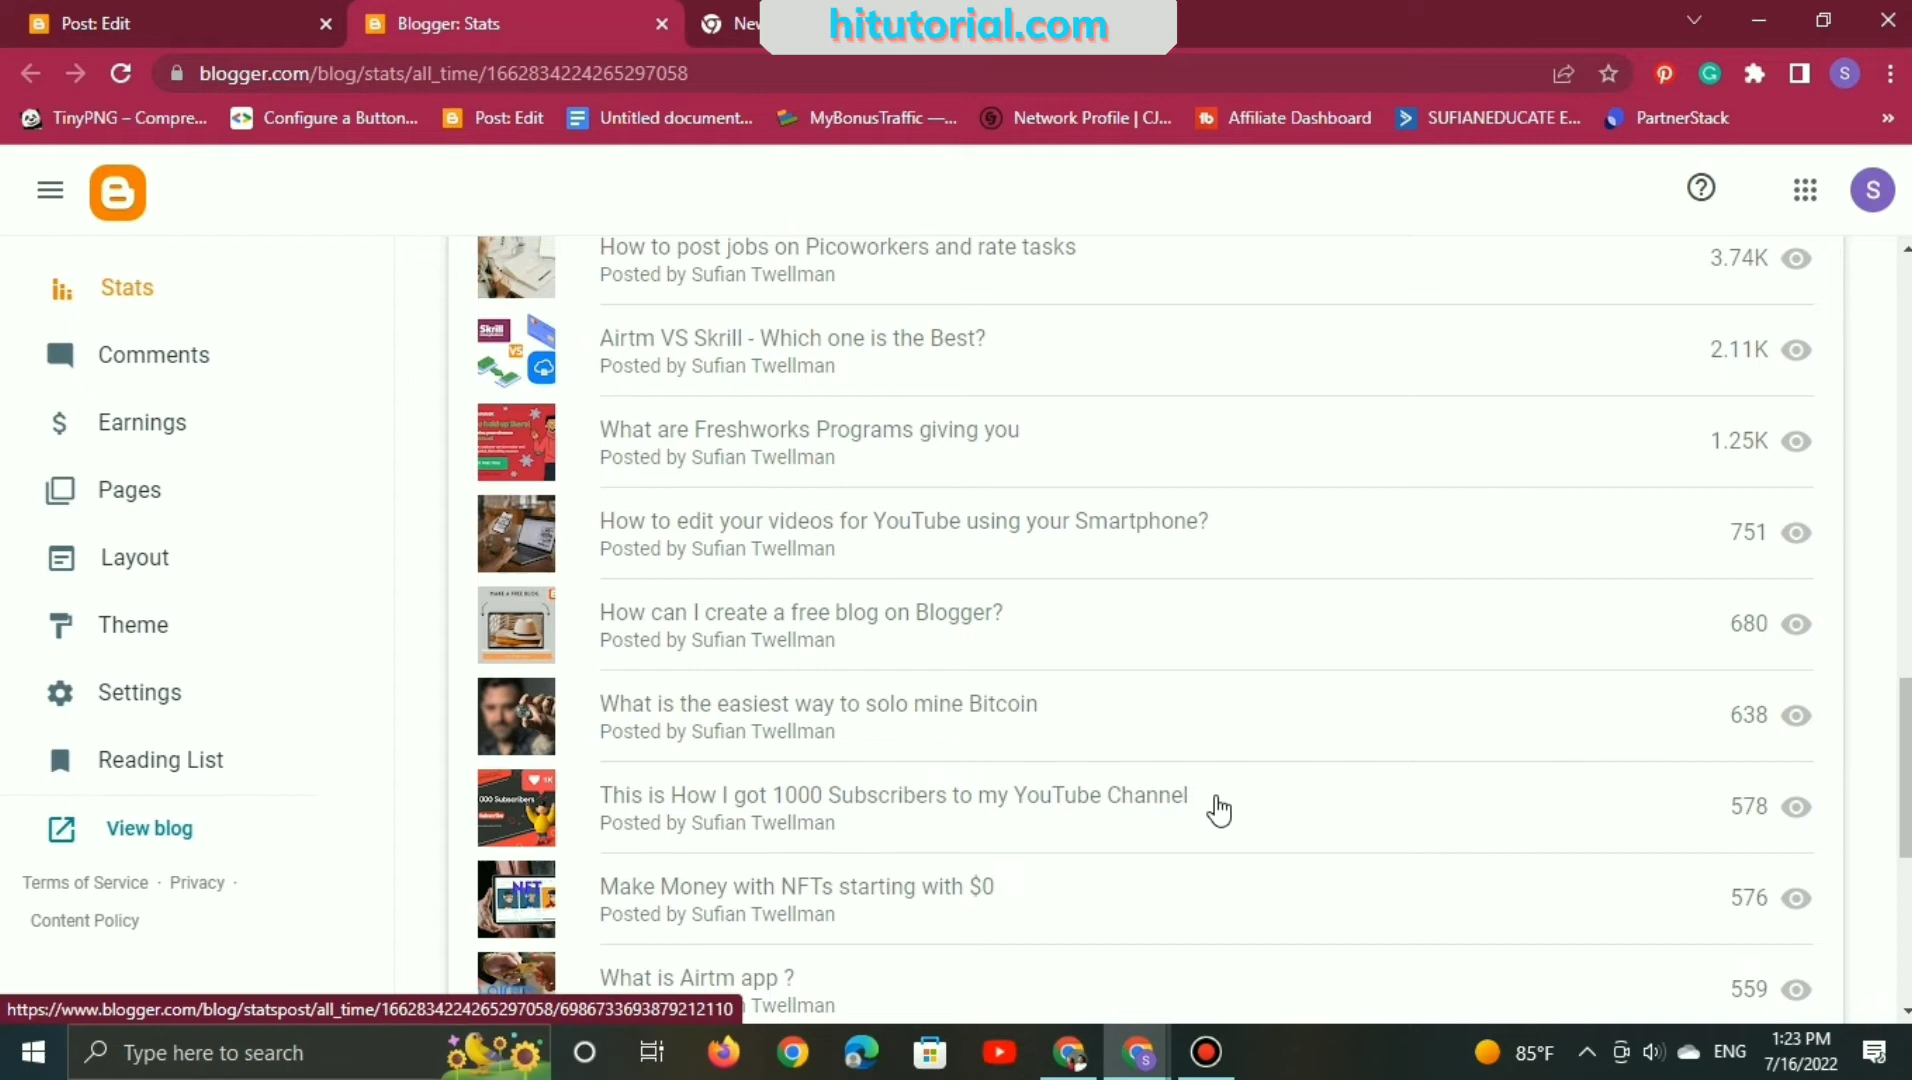 Post: Edit
Blogger: Stats
New
hitutorial.com
blogger.com/blog/stats/all_time/1662834224265297058
S
TinyPNG – Compre...
Configure a Button...
Post: Edit
Untitled document...
MyBonusTraffic —...
Network Profile | CJ...
Affiliate Dashboard
SUFIANEDUCATE E...
PartnerStack
S
Stats
Comments
Earnings
Pages
Layout
Theme
Settings
Reading List
View blog
Terms of Service · Privacy ·
Content Policy
How to post jobs on Picoworkers and rate tasks
Posted by Sufian Twellman
3.74K
Airtm VS Skrill - Which one is the Best?
Posted by Sufian Twellman
2.11K
What are Freshworks Programs giving you
Posted by Sufian Twellman
1.25K
How to edit your videos for YouTube using your Smartphone?
Posted by Sufian Twellman
751
How can I create a free blog on Blogger?
Posted by Sufian Twellman
680
What is the easiest way to solo mine Bitcoin
Posted by Sufian Twellman
638
This is How I got 1000 Subscribers to my YouTube Channel
Posted by Sufian Twellman
578
Make Money with NFTs starting with $0
Posted by Sufian Twellman
576
What is Airtm app ?
Twellman
559
https://www.blogger.com/blog/statspost/all_time/1662834224265297058/6986733693879212110
Type here to search
85°F
ENG
1:23 PM
7/16/2022